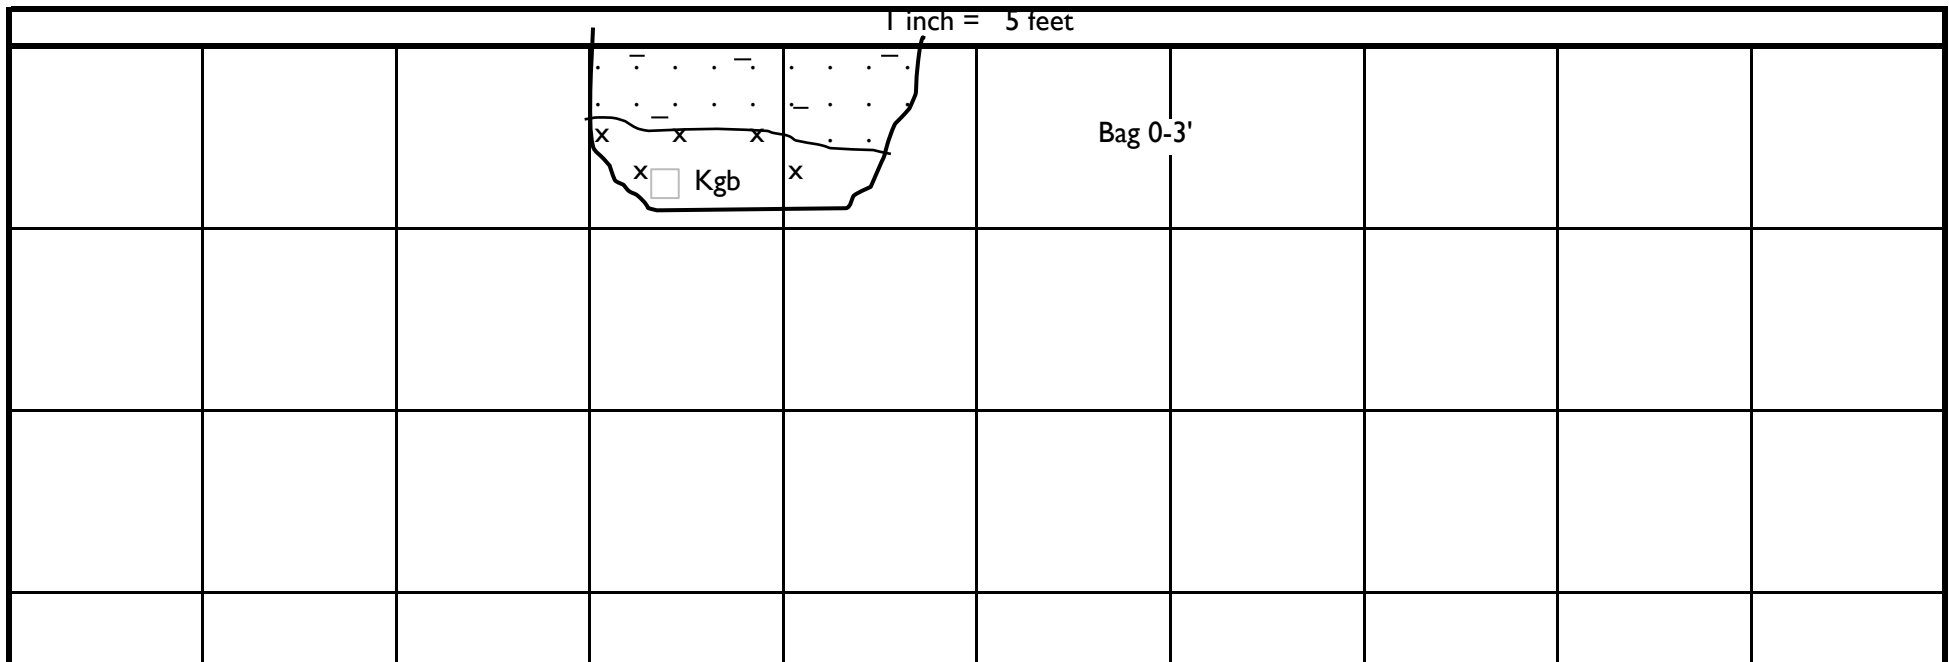 1 inch = 5 feet
Bag 0-3'
x x x
x Kgb x